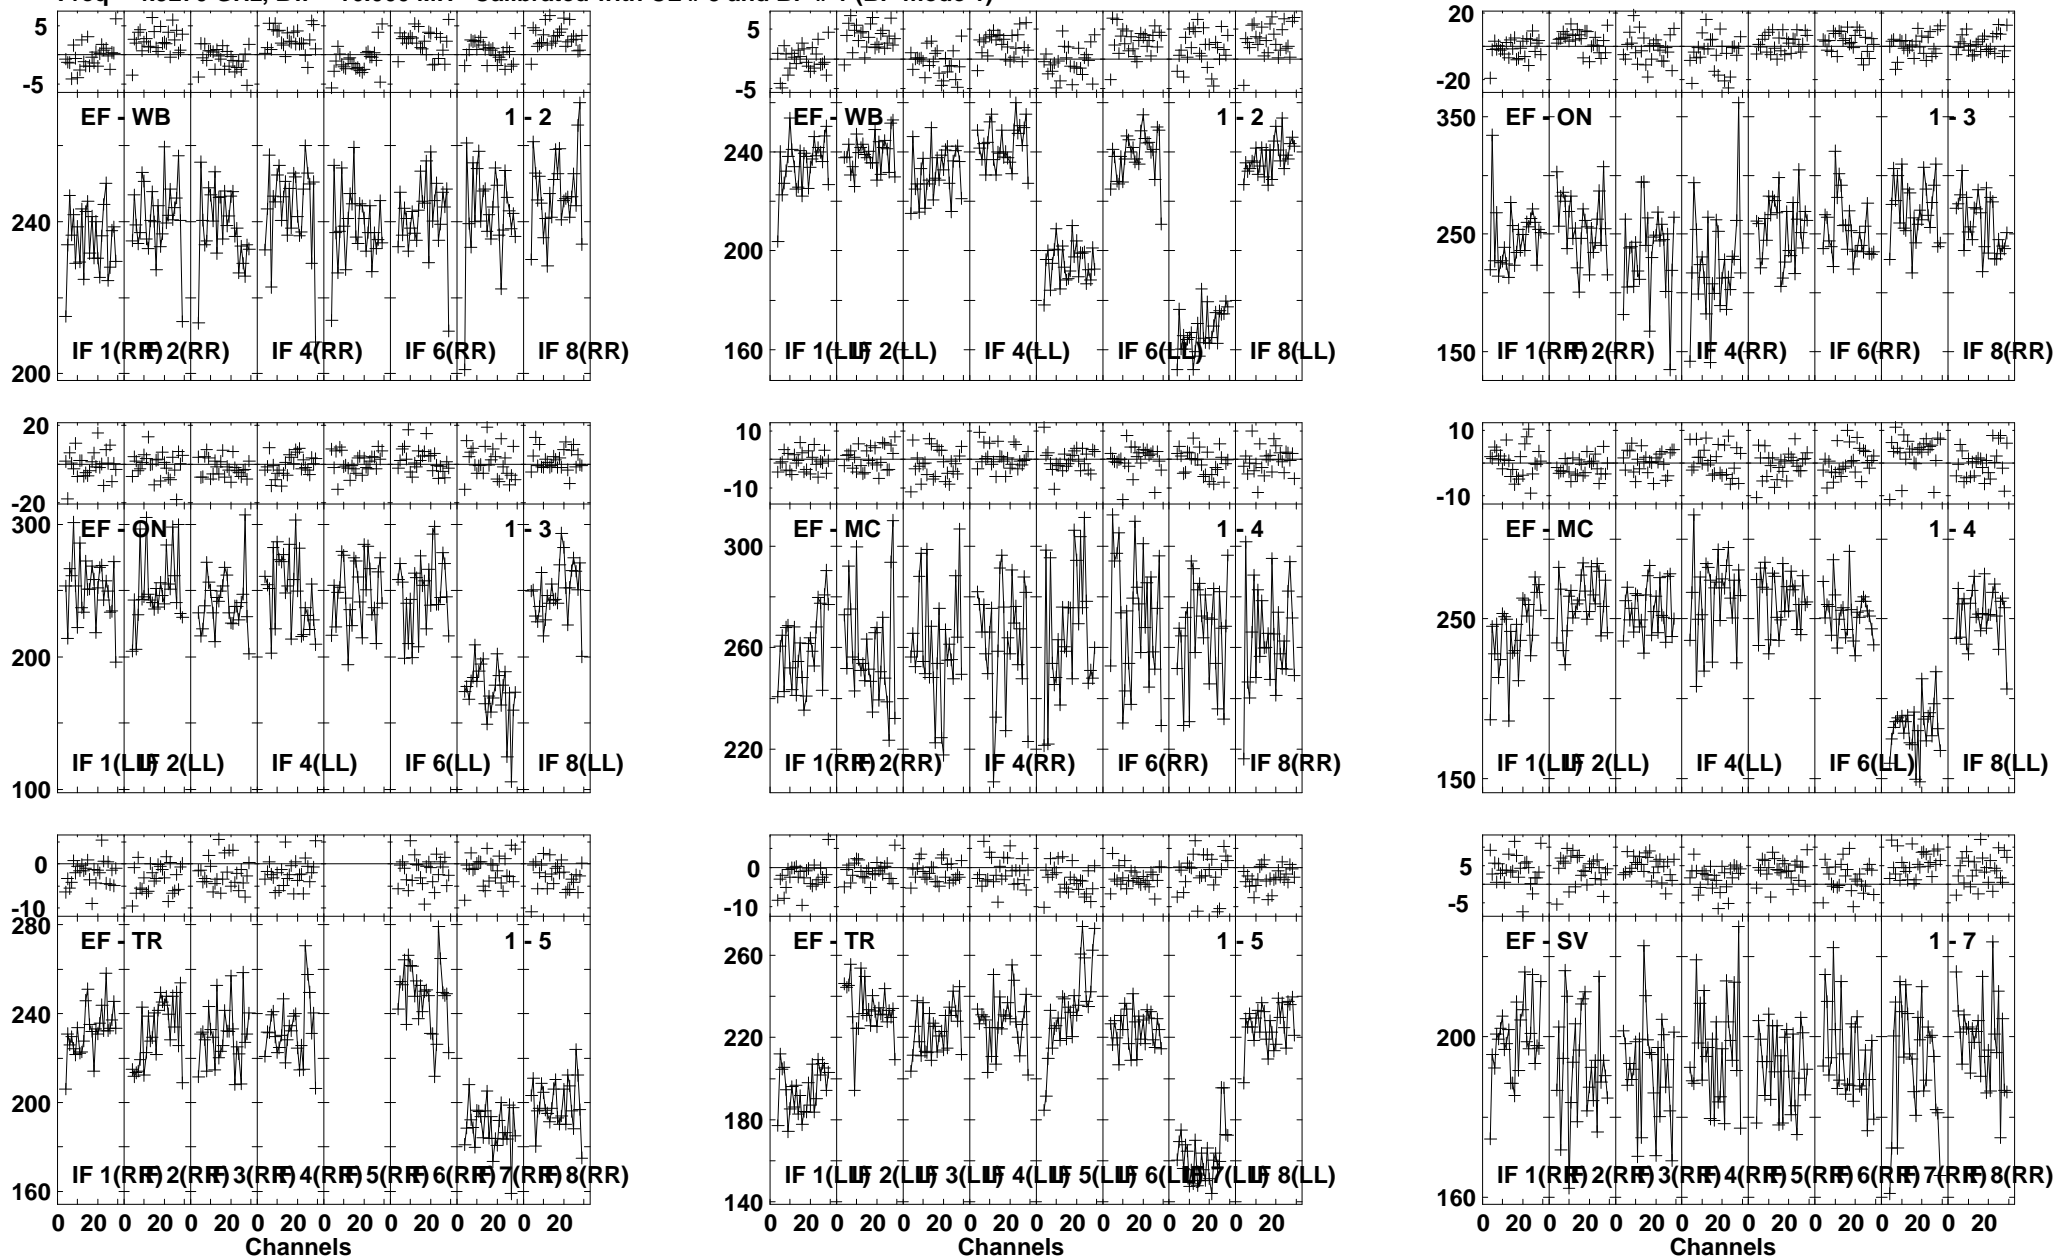 5
-5
EF - WB
1 - 2
240
200
IF 1(RR)
IF 2(RR)
IF 4(RR)
IF 6(RR)
IF 8(RR)
5
-5
EF - WB
1 - 2
240
200
160
IF 1(LL)
IF 2(LL)
IF 4(LL)
IF 6(LL)
IF 8(LL)
20
-20
EF - ON
1 - 3
350
250
150
IF 1(RR)
IF 2(RR)
IF 4(RR)
IF 6(RR)
IF 8(RR)
20
0
-20
EF - ON
1 - 3
300
200
100
IF 1(LL)
IF 2(LL)
IF 4(LL)
IF 6(LL)
IF 8(LL)
10
-10
EF - MC
1 - 4
300
260
220
IF 1(RR)
IF 2(RR)
IF 4(RR)
IF 6(RR)
IF 8(RR)
10
-10
EF - MC
1 - 4
250
150
IF 1(LL)
IF 2(LL)
IF 4(LL)
IF 6(LL)
IF 8(LL)
0
-10
EF - TR
1 - 5
280
240
200
160
IF 1(RR)
IF 2(RR)
IF 3(RR)
IF 4(RR)
IF 5(RR)
IF 6(RR)
IF 7(RR)
IF 8(RR)
0 20 0 20 0 20 0 20 0 20 0 20 0 20 0 20
Channels
0
-10
EF - TR
1 - 5
260
220
180
140
IF 1(LL)
IF 2(LL)
IF 3(LL)
IF 4(LL)
IF 5(LL)
IF 6(LL)
IF 7(LL)
IF 8(LL)
0 20 0 20 0 20 0 20 0 20 0 20 0 20 0 20
Channels
5
-5
EF - SV
1 - 7
200
160
IF 1(RR)
IF 2(RR)
IF 3(RR)
IF 4(RR)
IF 5(RR)
IF 6(RR)
IF 7(RR)
IF 8(RR)
0 20 0 20 0 20 0 20 0 20 0 20 0 20 0 20
Channels